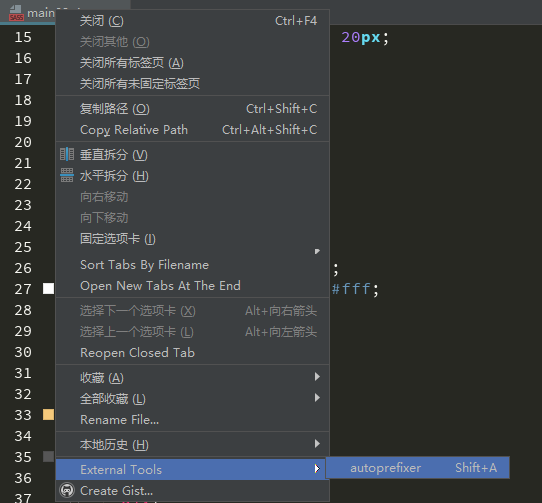 main
SASS
15 20px;
16
17
18
19
20
21
22
23
24
25
26 ;
27 #fff;
28
29
30
31
32
33
34
35
36
37
关闭 (C) Ctrl+F4
关闭其他 (O)
关闭所有标签页 (A)
关闭所有未固定标签页
复制路径 (O) Ctrl+Shift+C
Copy Relative Path Ctrl+Alt+Shift+C
垂直拆分 (V)
水平拆分 (H)
向右移动
向下移动
固定选项卡 (I)
Sort Tabs By Filename
Open New Tabs At The End
选择下一个选项卡 (X) Alt+向右箭头
选择上一个选项卡 (L) Alt+向左箭头
Reopen Closed Tab
收藏 (A)
全部收藏 (L)
Rename File...
本地历史 (H)
External Tools
autoprefixer Shift+A
Create Gist...